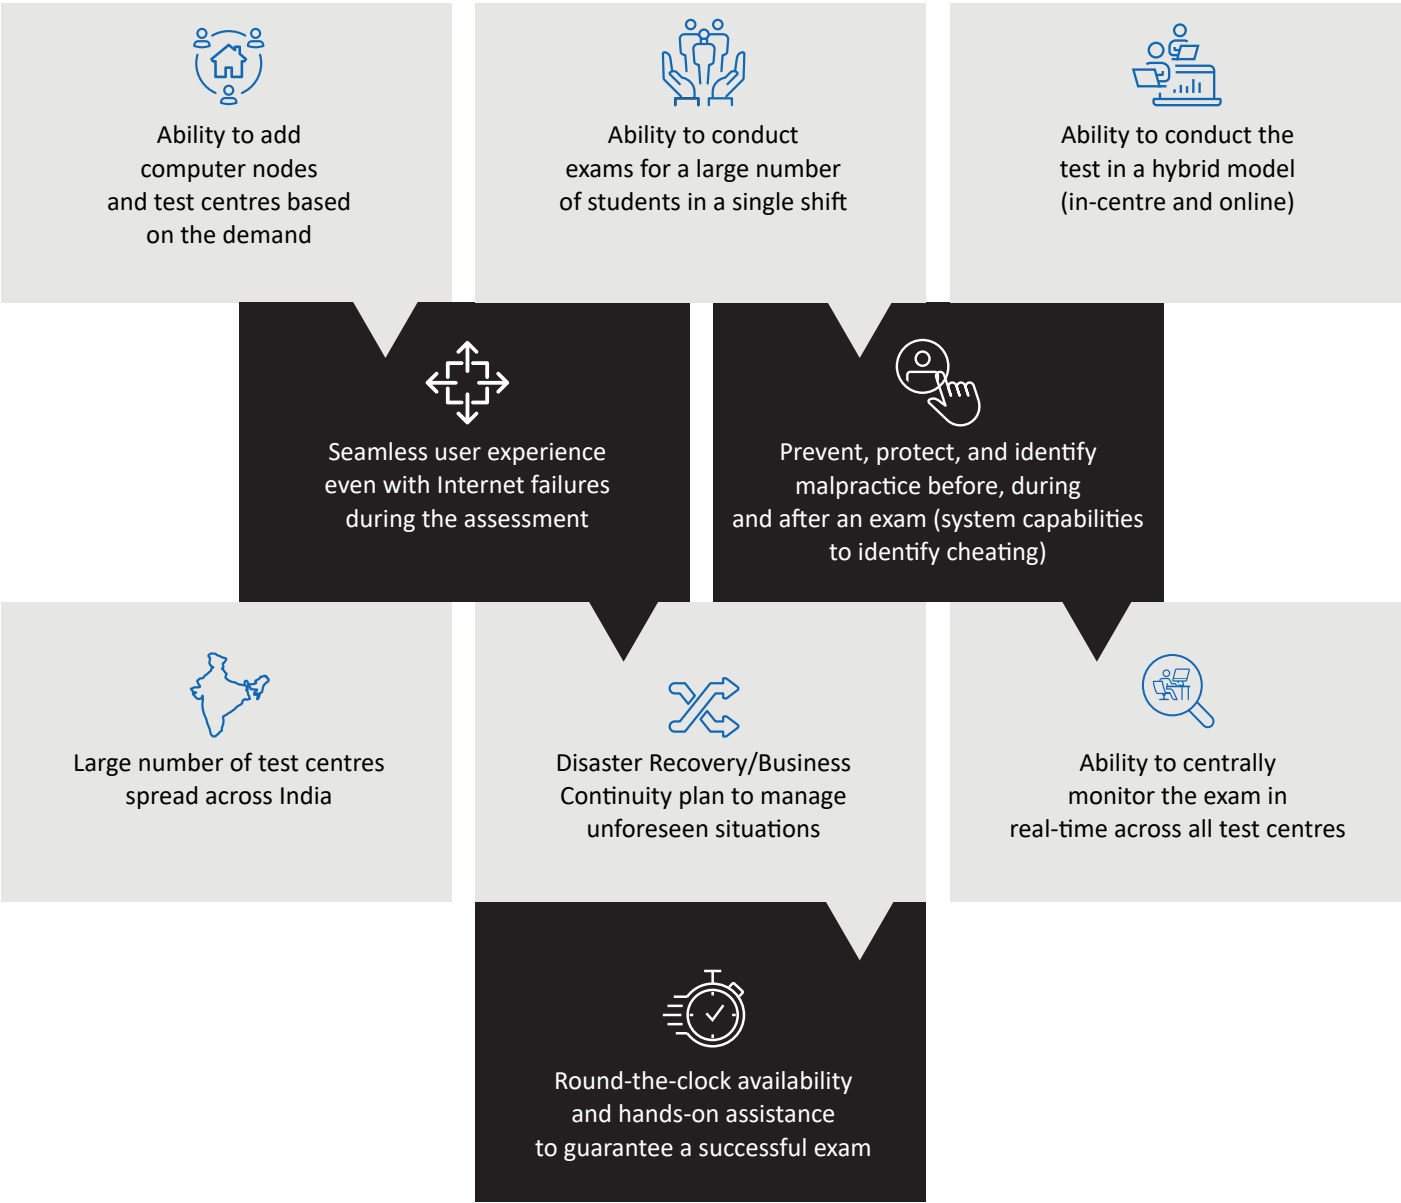 Ability to add
computer nodes
and test centres based
on the demand
Ability to conduct
exams for a large number
of students in a single shift
Ability to conduct the
test in a hybrid model
(in-centre and online)
Seamless user experience
even with Internet failures
during the assessment
Prevent, protect, and identify
malpractice before, during
and after an exam (system capabilities
to identify cheating)
Large number of test centres
spread across India
Disaster Recovery/Business
Continuity plan to manage
unforeseen situations
Ability to centrally
monitor the exam in
real-time across all test centres
Round-the-clock availability
and hands-on assistance
to guarantee a successful exam